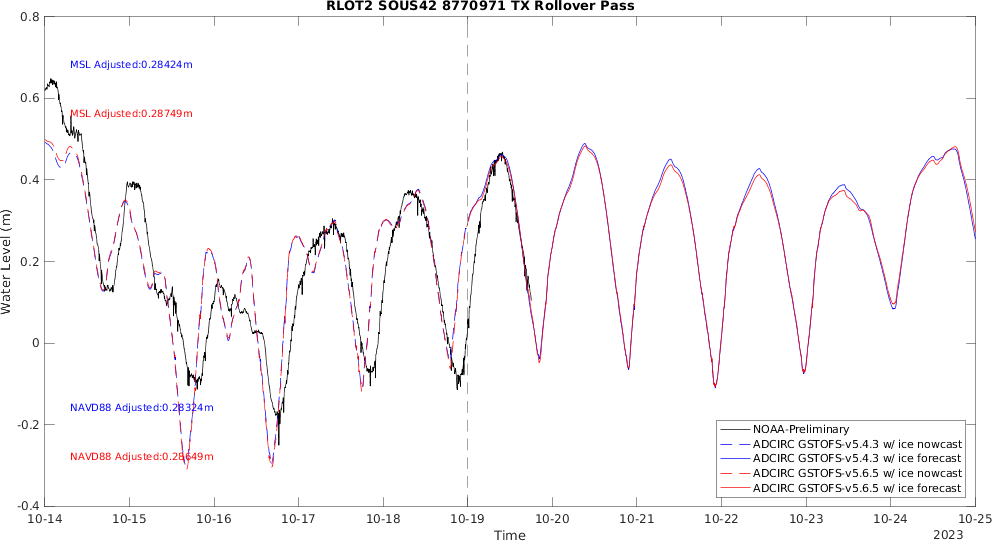 RLOT2 SOUS42 8770971 TX Rollover Pass
0.8
0.6
0.4
0.2
0
-0.2
-0.4
Water Level (m)
MSL Adjusted:0.28424m
MSL Adjusted:0.28749m
NAVD88 Adjusted:0.28324m
NAVD88 Adjusted:0.28649m
NOAA-Preliminary
ADCIRC GSTOFS-v5.4.3 w/ ice nowcast
ADCIRC GSTOFS-v5.4.3 w/ ice forecast
ADCIRC GSTOFS-v5.6.5 w/ ice nowcast
ADCIRC GSTOFS-v5.6.5 w/ ice forecast
10-14 10-15 10-16 10-17 10-18 10-19 10-20 10-21 10-22 10-23 10-24 10-25
Time
2023